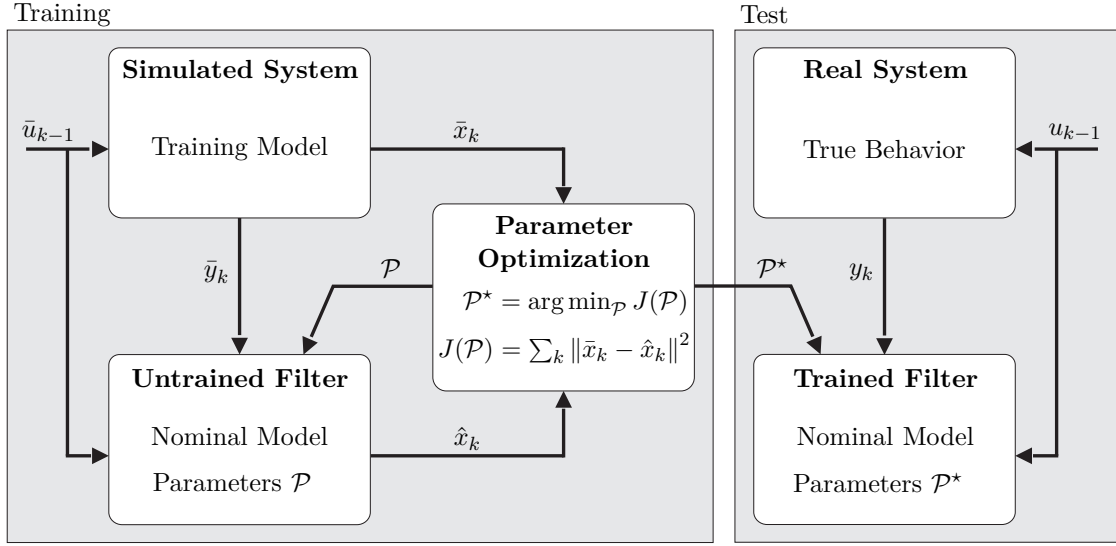 Training
Simulated System
Training Model
ū_{k−1}
x̄_k
ȳ_k
𝒫
Parameter
Optimization
𝒫⋆ = arg min_𝒫 J(𝒫)
J(𝒫) = ∑_k ‖x̄_k − x̂_k‖²
Untrained Filter
Nominal Model
Parameters 𝒫
x̂_k
Test
Real System
True Behavior
u_{k−1}
𝒫⋆
y_k
Trained Filter
Nominal Model
Parameters 𝒫⋆